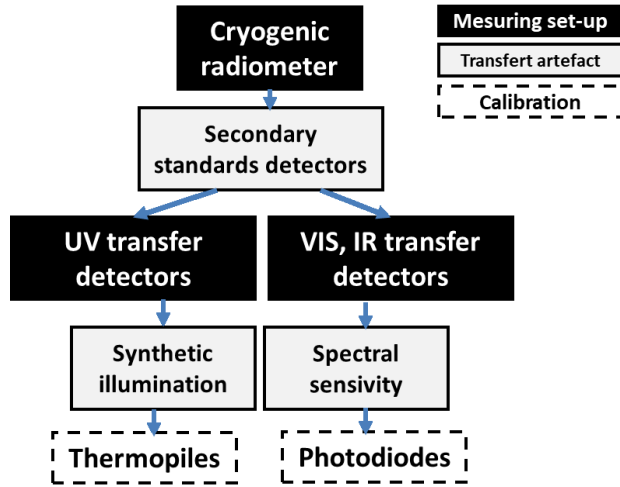 Cryogenic
radiometer
Mesuring set-up
Transfert artefact
Calibration
Secondary
standards detectors
UV transfer
detectors
VIS, IR transfer
detectors
Synthetic
illumination
Spectral
sensivity
Thermopiles
Photodiodes